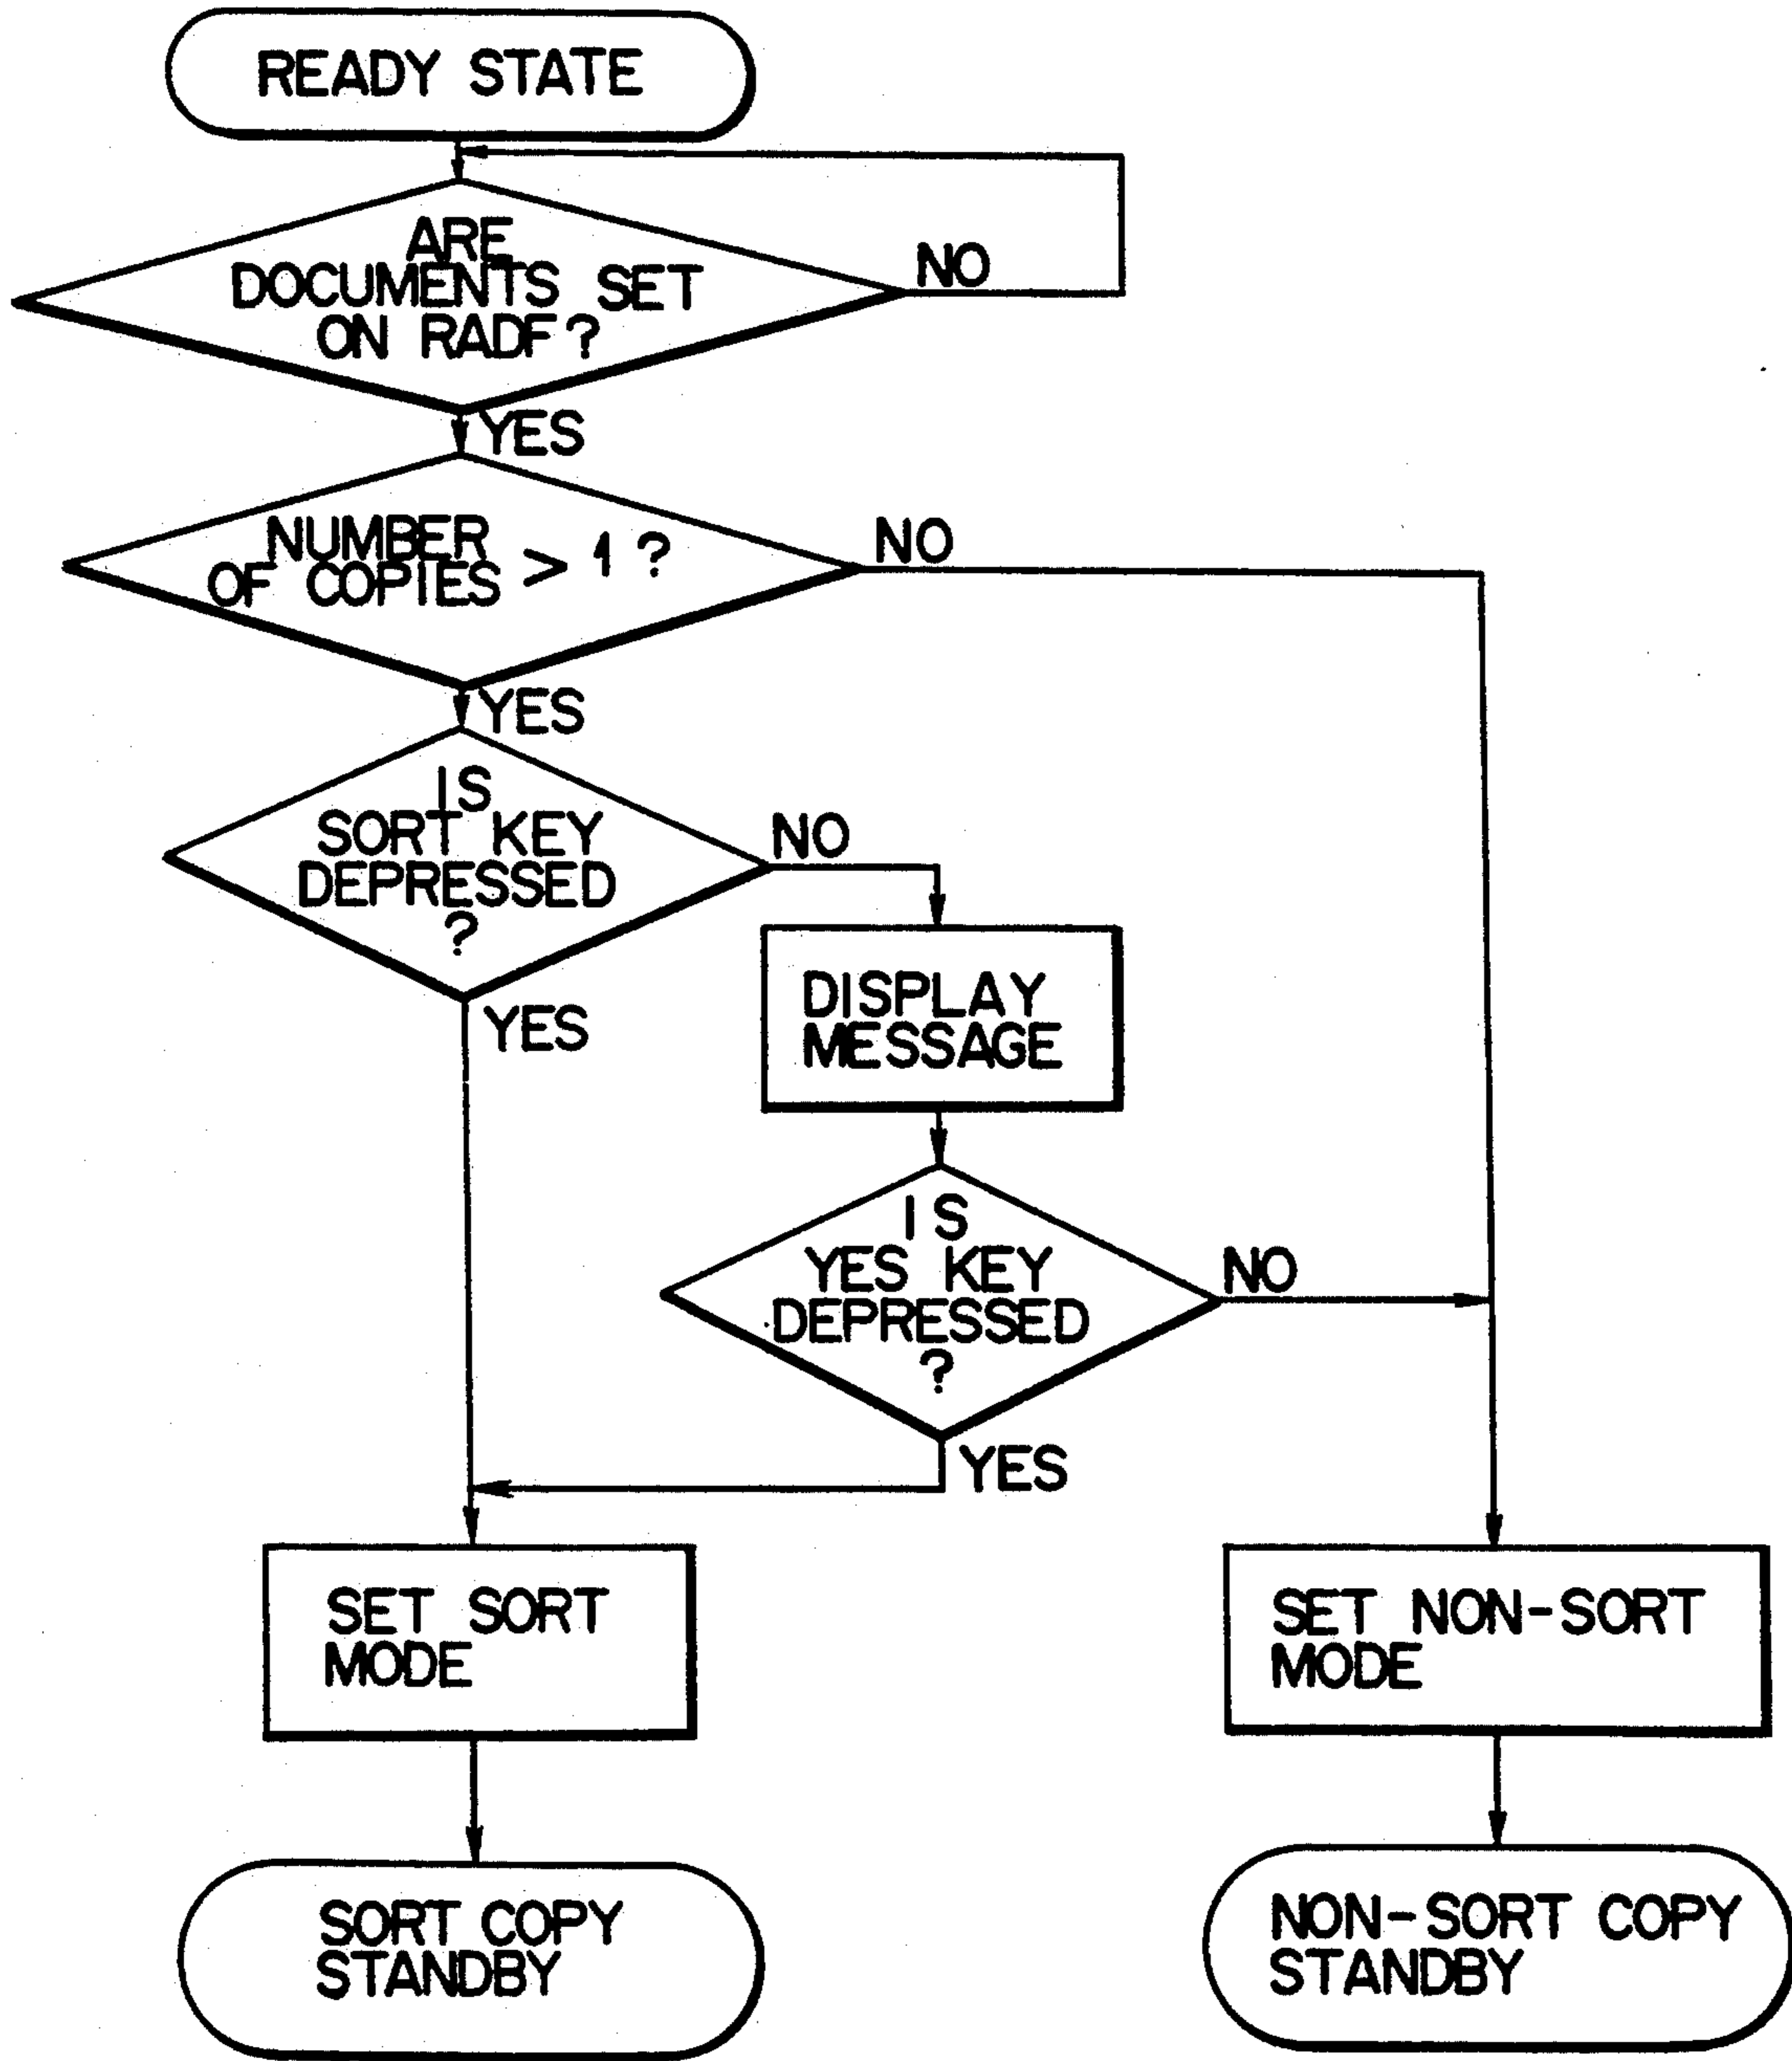 READY STATE
ARE
DOCUMENTS SET
ON RADF?
NO
YES
NUMBER
OF COPIES > 1 ?
NO
YES
IS
SORT KEY
DEPRESSED
?
NO
YES
DISPLAY
MESSAGE
IS
YES KEY
DEPRESSED
?
NO
YES
SET SORT
MODE
SET NON-SORT
MODE
SORT COPY
STANDBY
NON-SORT COPY
STANDBY